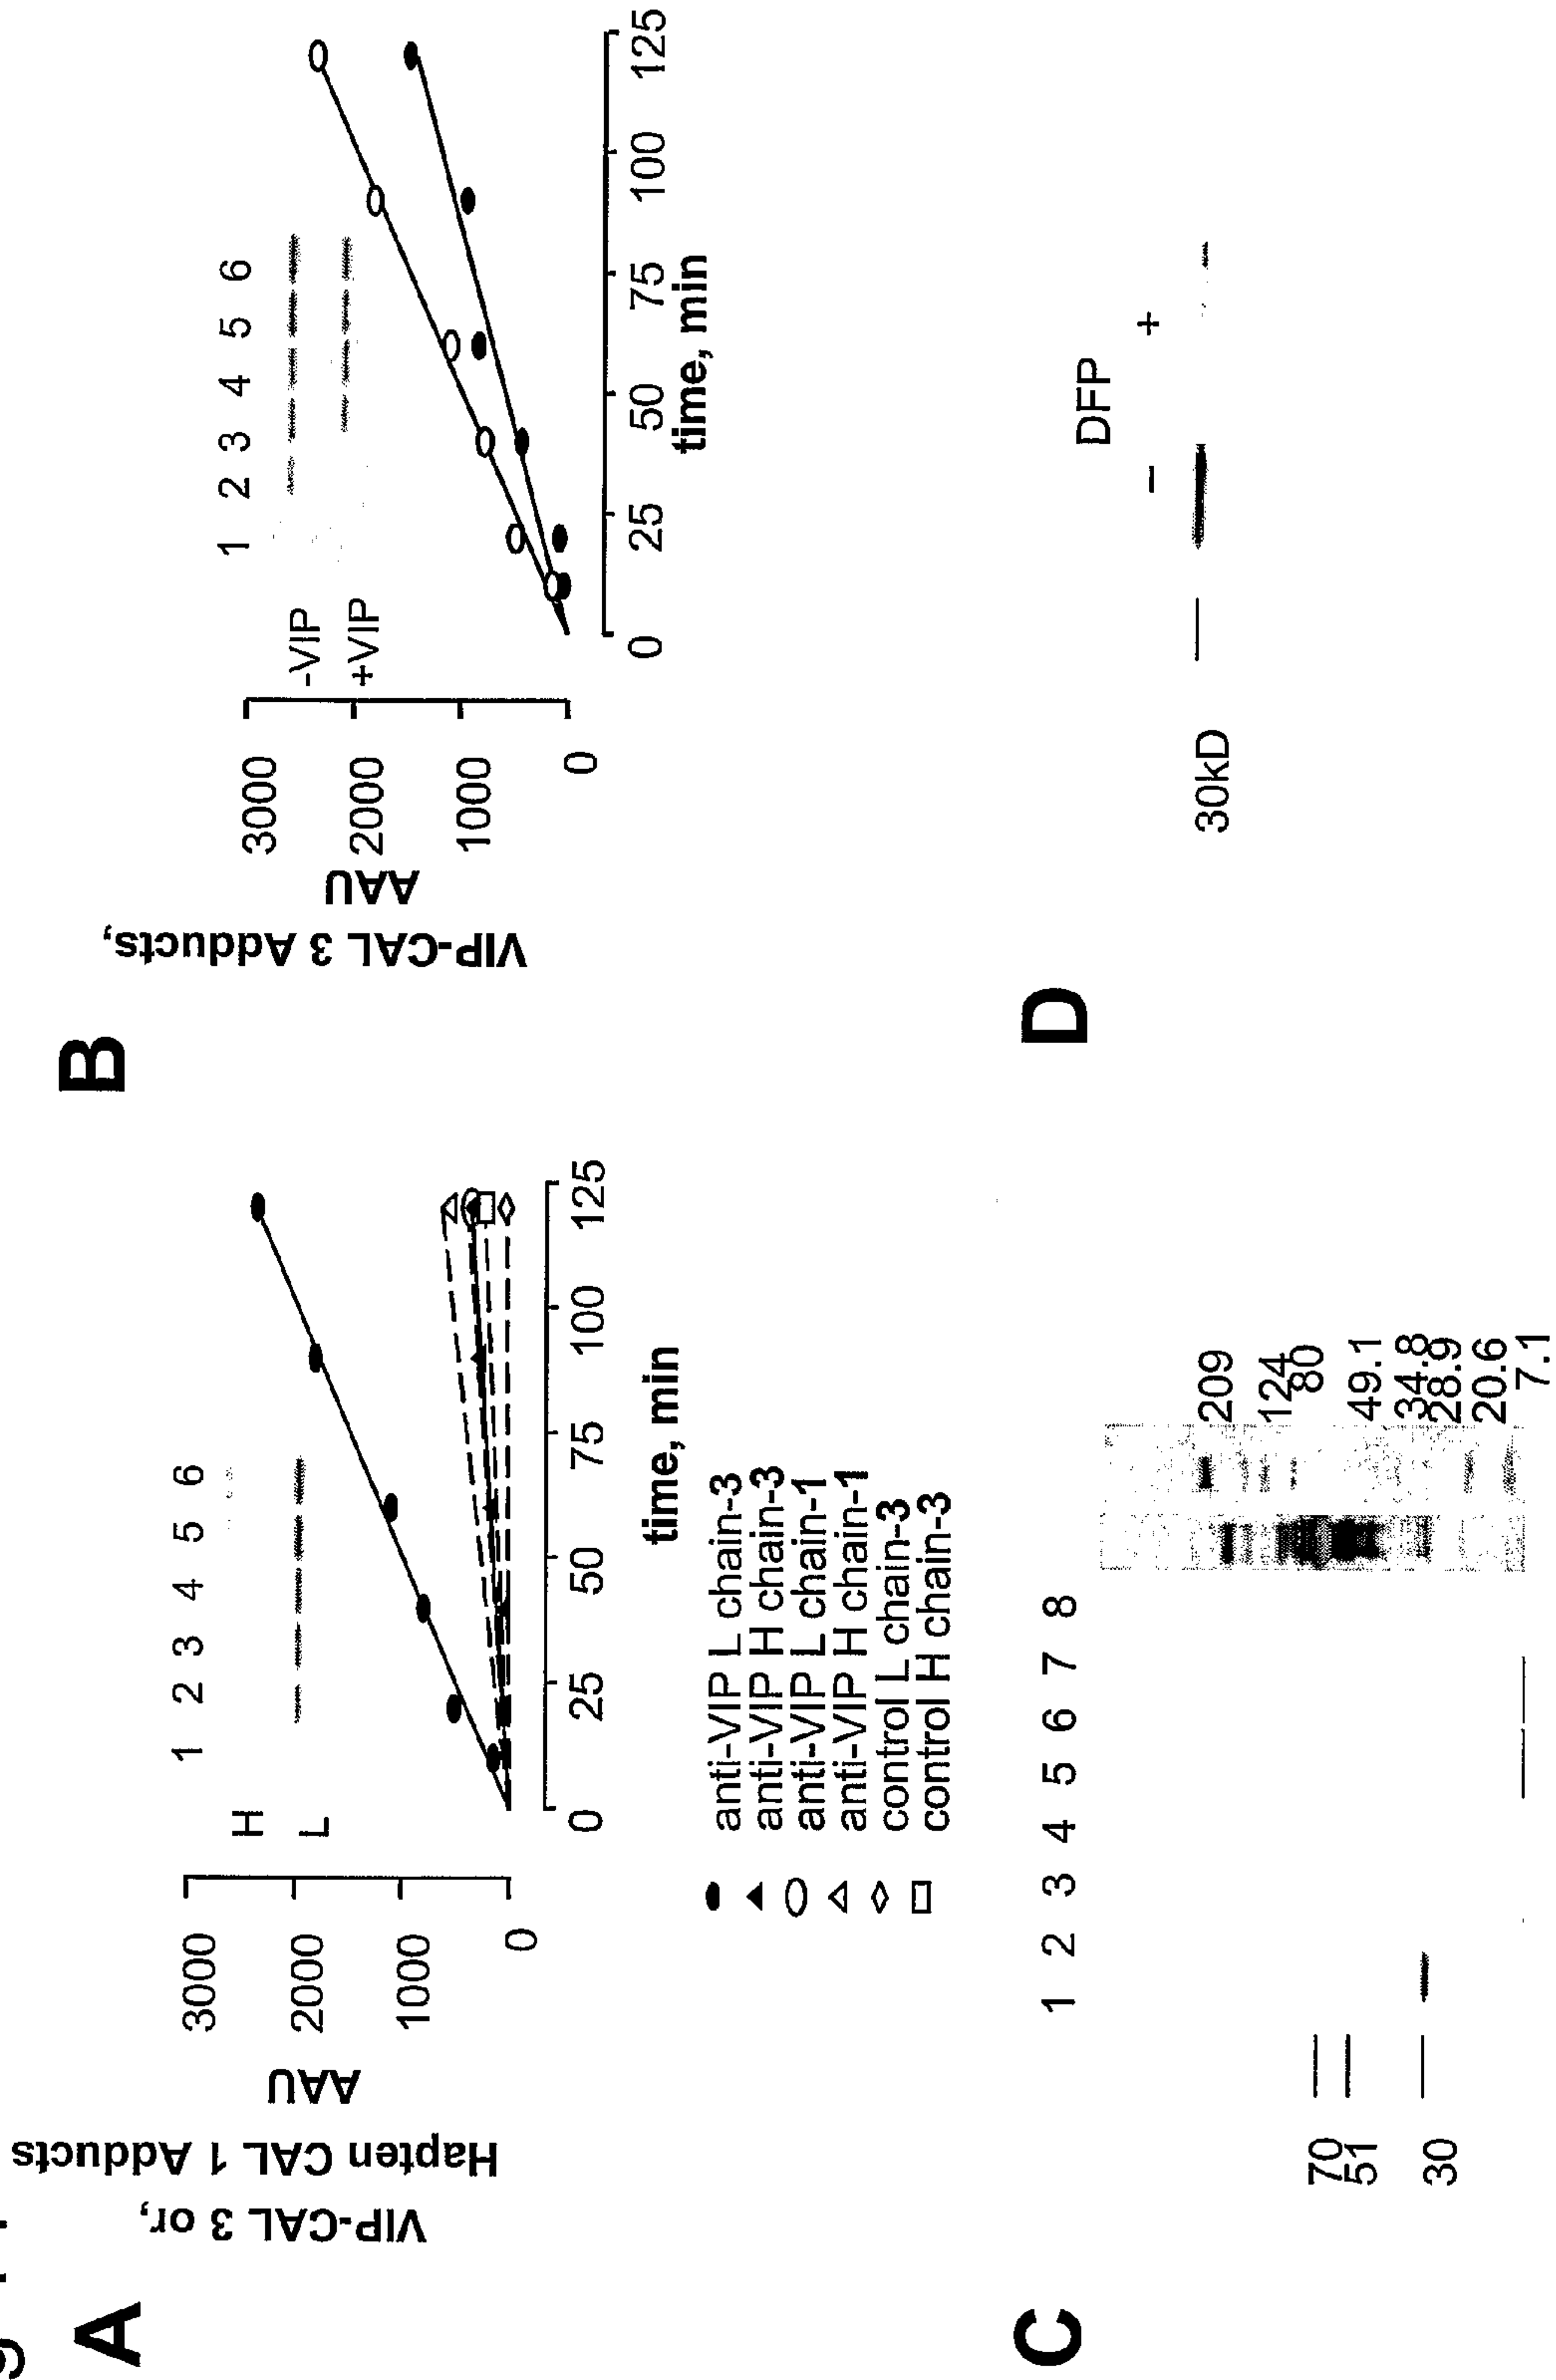 A
VIP-CAL 3 or,
Hapten CAL 1 Adducts
AAU
3000
2000
1000
0
H
L
1 2 3 4 5 6
0 25 50 75 100 125
time, min
anti-VIP L chain-3
anti-VIP H chain-3
anti-VIP L chain-1
anti-VIP H chain-1
control L chain-3
control H chain-3
B
VIP-CAL 3 Adducts,
AAU
3000
2000
1000
0
-VIP
+VIP
1 2 3 4 5 6
0 25 50 75 100 125
time, min
C
1 2 3 4 5 6 7 8
70
51
30
209
124
80
49.1
34.8
28.9
20.6
7.1
D
DFP
– +
30kD